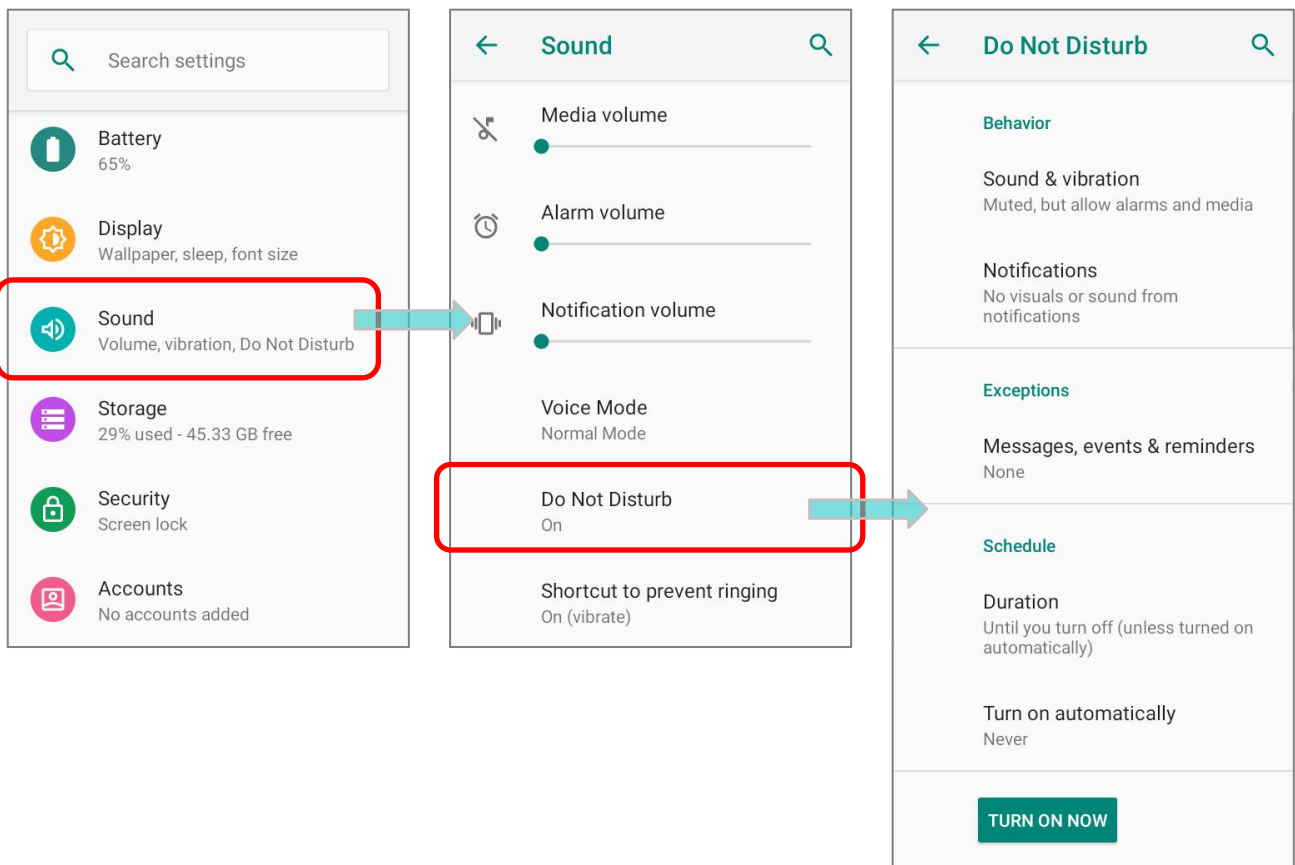 Search settings
Battery
65%
Display
Wallpaper, sleep, font size
Sound
Volume, vibration, Do Not Disturb
Storage
29% used - 45.33 GB free
Security
Screen lock
Accounts
No accounts added
Sound
Media volume
Alarm volume
Notification volume
Voice Mode
Normal Mode
Do Not Disturb
On
Shortcut to prevent ringing
On (vibrate)
Do Not Disturb
Behavior
Sound & vibration
Muted, but allow alarms and media
Notifications
No visuals or sound from
notifications
Exceptions
Messages, events & reminders
None
Schedule
Duration
Until you turn off (unless turned on
automatically)
Turn on automatically
Never
TURN ON NOW